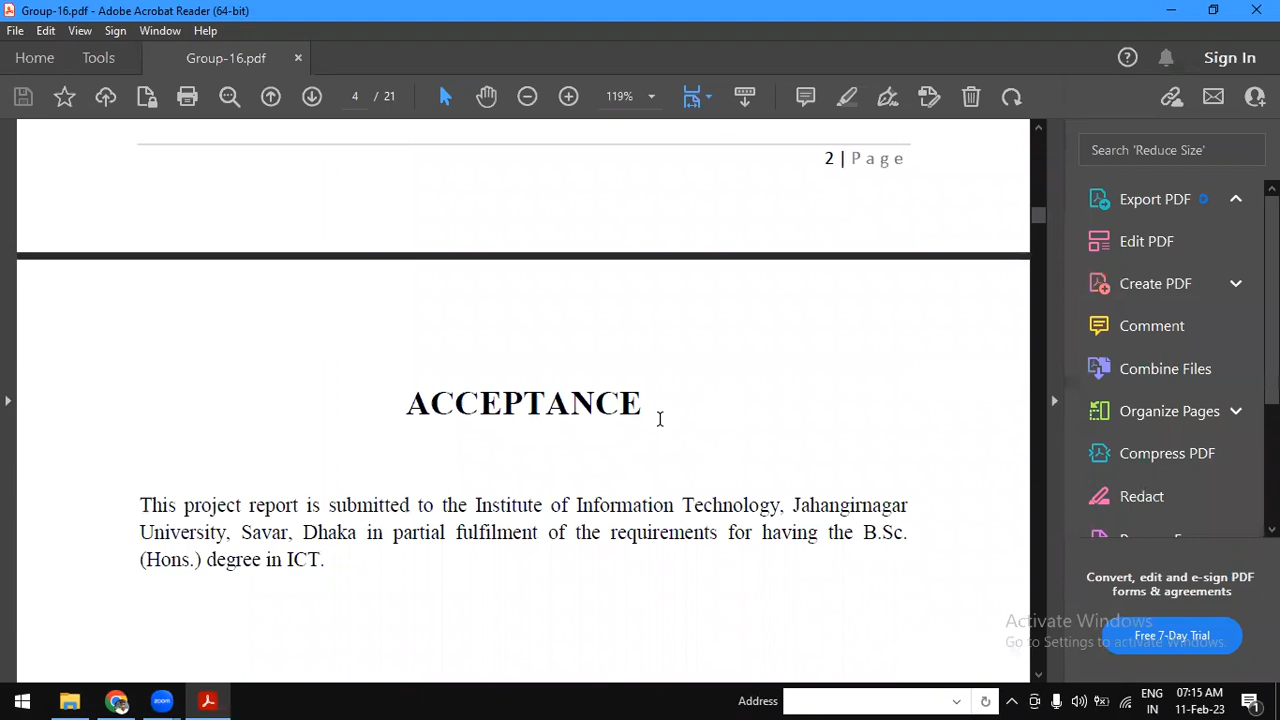 Group-16.pdf - Adobe Acrobat Reader (64-bit)
File Edit View Sign Window Help
Home Tools Group-16.pdf × Sign In
4 / 21 119%
Search 'Reduce Size'
2 | Page
Export PDF
Edit PDF
Create PDF
Comment
ACCEPTANCE
Combine Files
Organize Pages
Compress PDF
Redact
This project report is submitted to the Institute of Information Technology, Jahangirnagar
University, Savar, Dhaka in partial fulfilment of the requirements for having the B.Sc.
(Hons.) degree in ICT.
Convert, edit and e-sign PDF
forms & agreements
Free 7-Day Trial
Activate Windows
Go to Settings to activate Windows.
zoom
Address
ENG
IN
07:15 AM
11-Feb-23
1